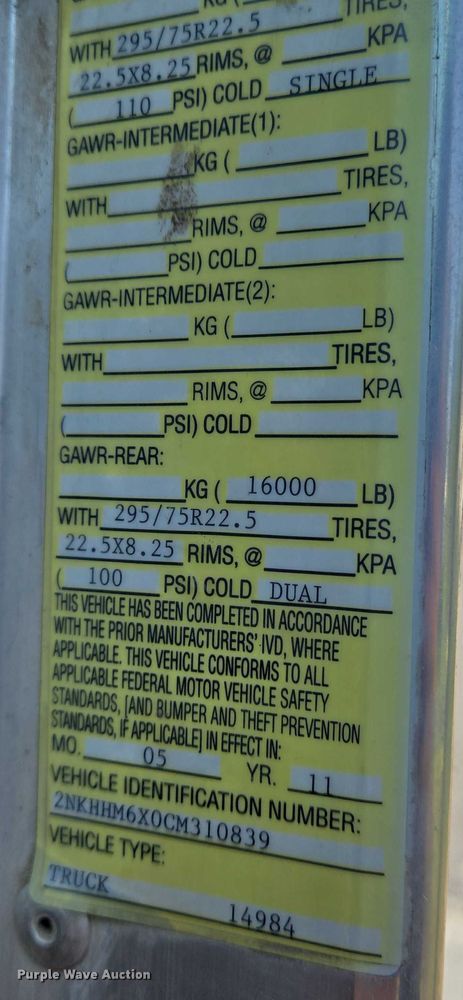 KG (
TIRES,
WITH 295/75R22.5
22.5X8.25 RIMS, @ KPA
( 110 PSI) COLD SINGLE
GAWR-INTERMEDIATE(1):
KG ( LB)
WITH TIRES,
RIMS, @ KPA
( PSI) COLD
GAWR-INTERMEDIATE(2):
KG ( LB)
WITH TIRES,
RIMS, @ KPA
( PSI) COLD
GAWR-REAR:
KG ( 16000 LB)
WITH 295/75R22.5 TIRES,
22.5X8.25 RIMS, @ KPA
( 100 PSI) COLD DUAL
THIS VEHICLE HAS BEEN COMPLETED IN ACCORDANCE
WITH THE PRIOR MANUFACTURERS' IVD, WHERE
APPLICABLE. THIS VEHICLE CONFORMS TO ALL
APPLICABLE FEDERAL MOTOR VEHICLE SAFETY
STANDARDS, [AND BUMPER AND THEFT PREVENTION
STANDARDS, IF APPLICABLE] IN EFFECT IN:
MO. 05 YR. 11
VEHICLE IDENTIFICATION NUMBER:
2NKHHM6X0CM310839
VEHICLE TYPE:
TRUCK 14984
Purple Wave Auction